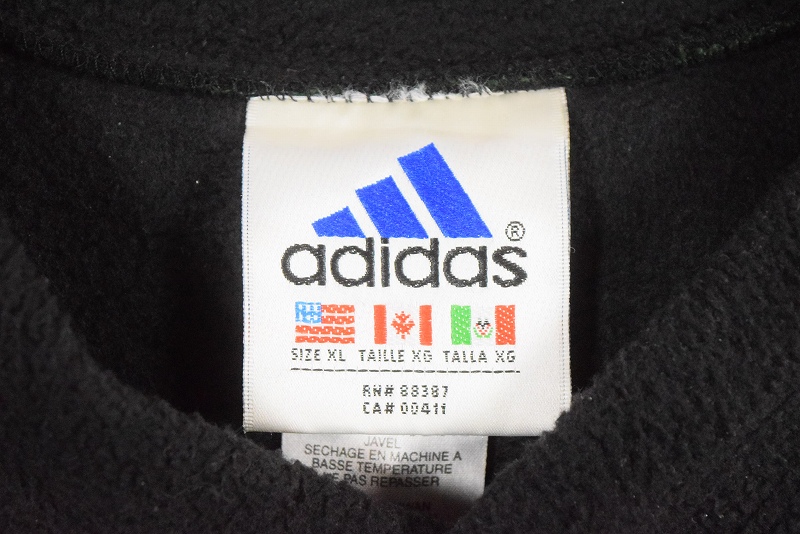 adidas®
SIZE XL TAILLE XG TALLA XG
RN# 88387
CA# 00411
JAVEL
SECHAGE EN MACHINE A
BASSE TEMPERATURE
PAS REPASSER